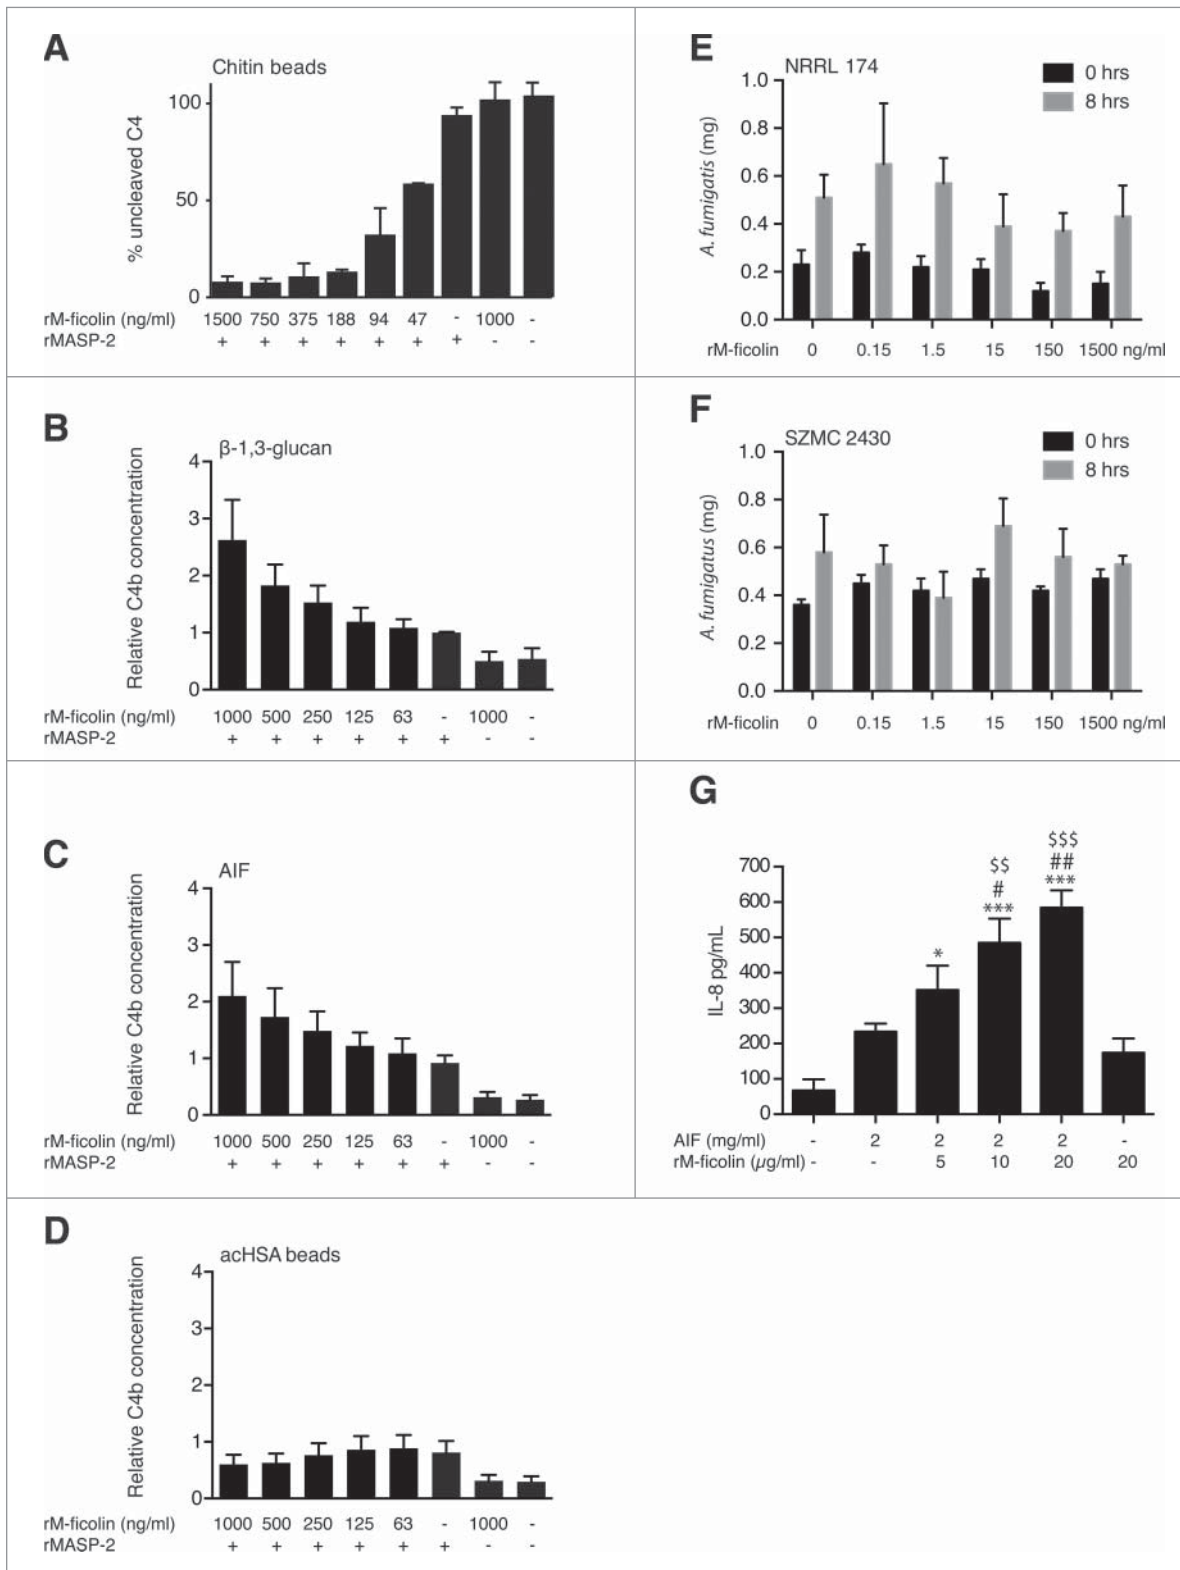 A
Chitin beads
% uncleaved C4
100
50
0
rM-ficolin (ng/ml) 1500 750 375 188 94 47 - 1000 -
rMASP-2 + + + + + + + - -
B
β-1,3-glucan
Relative C4b concentration
4
3
2
1
0
rM-ficolin (ng/ml) 1000 500 250 125 63 - 1000 -
rMASP-2 + + + + + + - -
C
AIF
Relative C4b concentration
4
3
2
1
0
rM-ficolin (ng/ml) 1000 500 250 125 63 - 1000 -
rMASP-2 + + + + + + - -
D
acHSA beads
Relative C4b concentration
4
3
2
1
0
rM-ficolin (ng/ml) 1000 500 250 125 63 - 1000 -
rMASP-2 + + + + + + - -
E
NRRL 174
0 hrs
8 hrs
A. fumigatis (mg)
1.0
0.8
0.6
0.4
0.2
0.0
rM-ficolin 0 0.15 1.5 15 150 1500 ng/ml
F
SZMC 2430
0 hrs
8 hrs
A. fumigatus (mg)
1.0
0.8
0.6
0.4
0.2
0.0
rM-ficolin 0 0.15 1.5 15 150 1500 ng/ml
G
IL-8 pg/mL
700
600
500
400
300
200
100
0
*
$$
#
***
$$$
##
***
AIF (mg/ml) - 2 2 2 2 -
rM-ficolin (µg/ml) - - 5 10 20 20